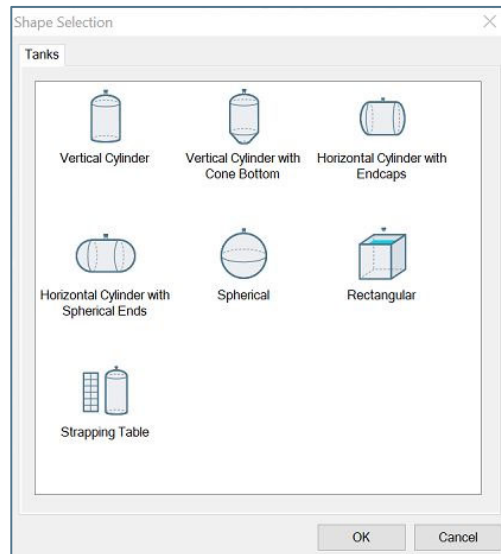 Shape Selection
Tanks
Vertical Cylinder
Vertical Cylinder with
Cone Bottom
Horizontal Cylinder with
Endcaps
Horizontal Cylinder with
Spherical Ends
Spherical
Rectangular
Strapping Table
OK
Cancel